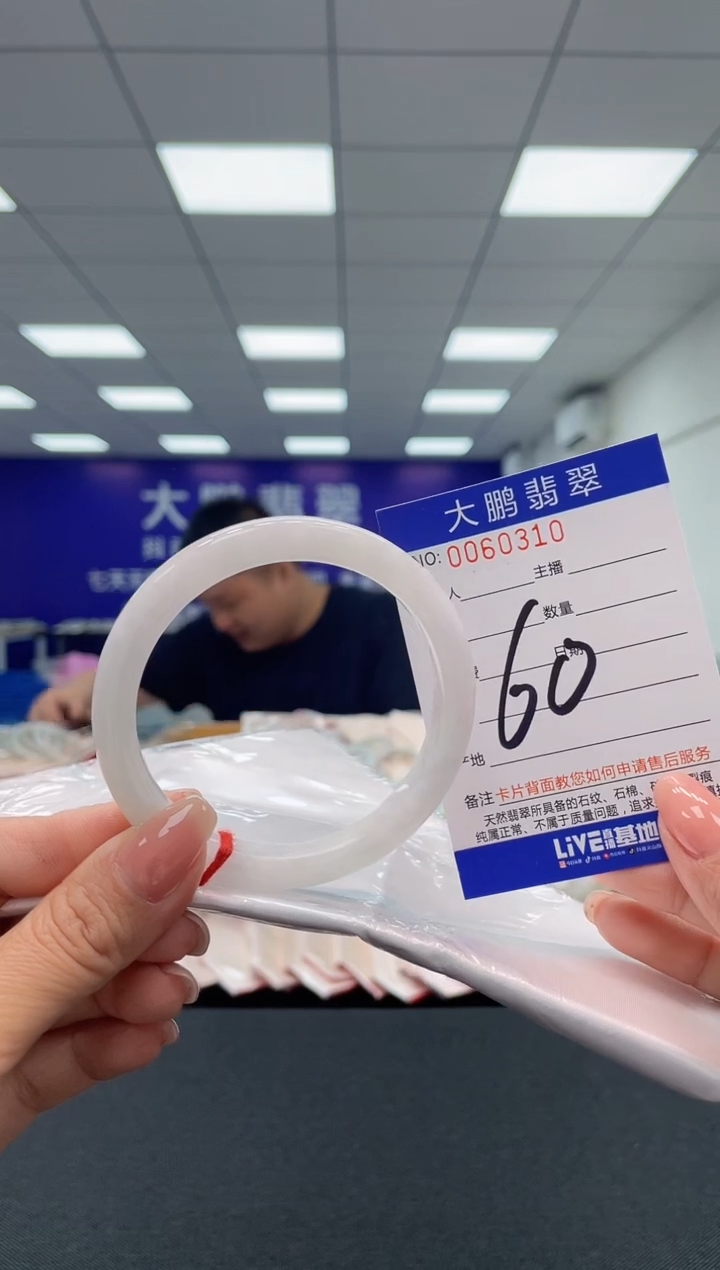 大鹏翡翠
大鹏翡翠
NO: 0060310
人
主播
数量
日期
60
地
备注 卡片背面教您如何申请售后服务
天然翡翠所具备的石纹、石棉、
裂痕
纯属正常、不属于质量问题，追求
LiVE直播基地